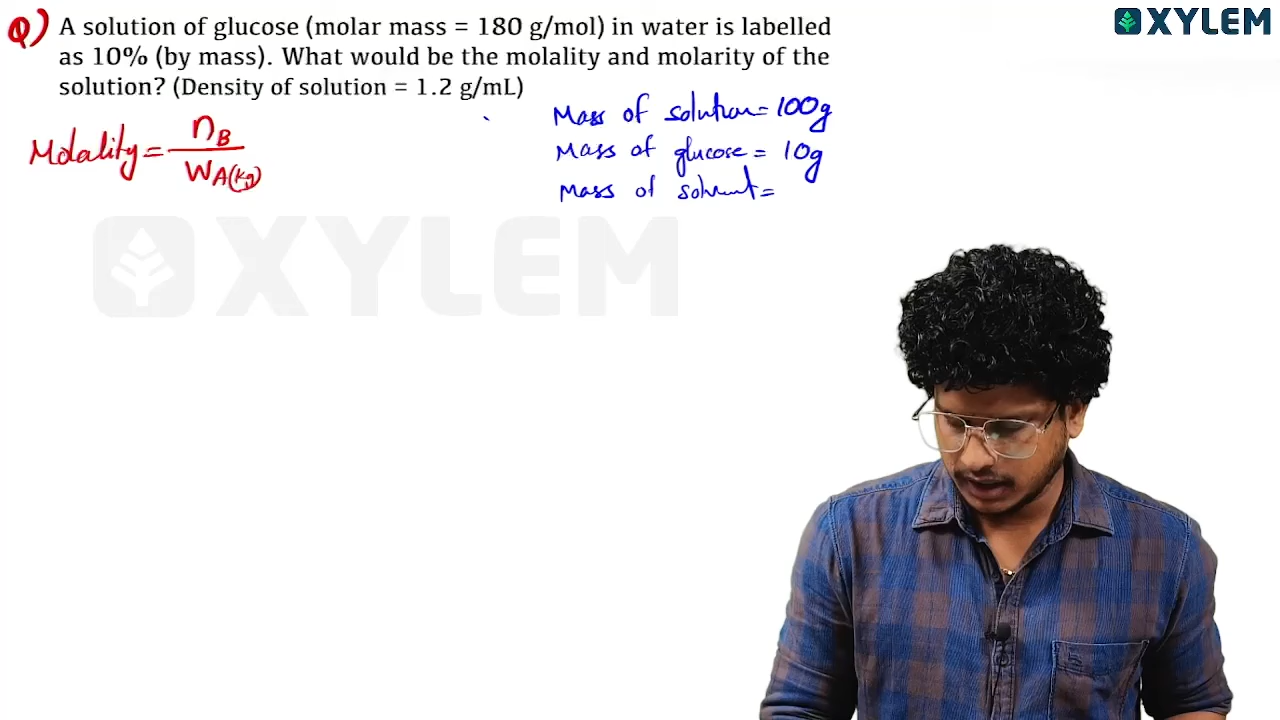 Q) A solution of glucose (molar mass = 180 g/mol) in water is labelled
as 10% (by mass). What would be the molality and molarity of the
solution? (Density of solution = 1.2 g/mL)
XYLEM
Mass of solution = 100g
Mass of glucose = 10g
Mass of solvent =
Molality = nB
WA(kg)
XYLEM